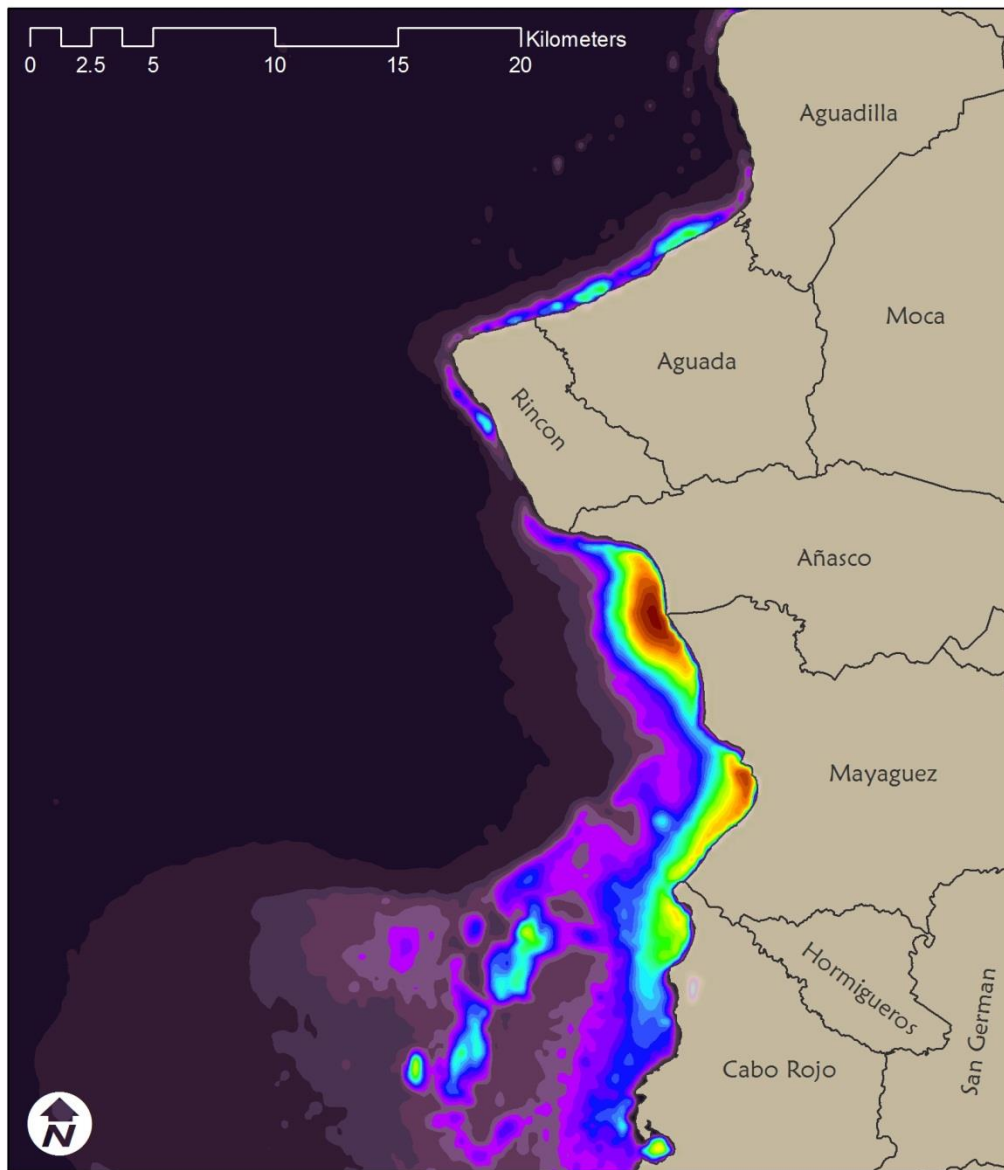 Kilometers
0 2.5 5 10 15 20
Aguadilla
Moca
Aguada
Rincon
Añasco
Mayaguez
Hormigueros
San German
Cabo Rojo
N